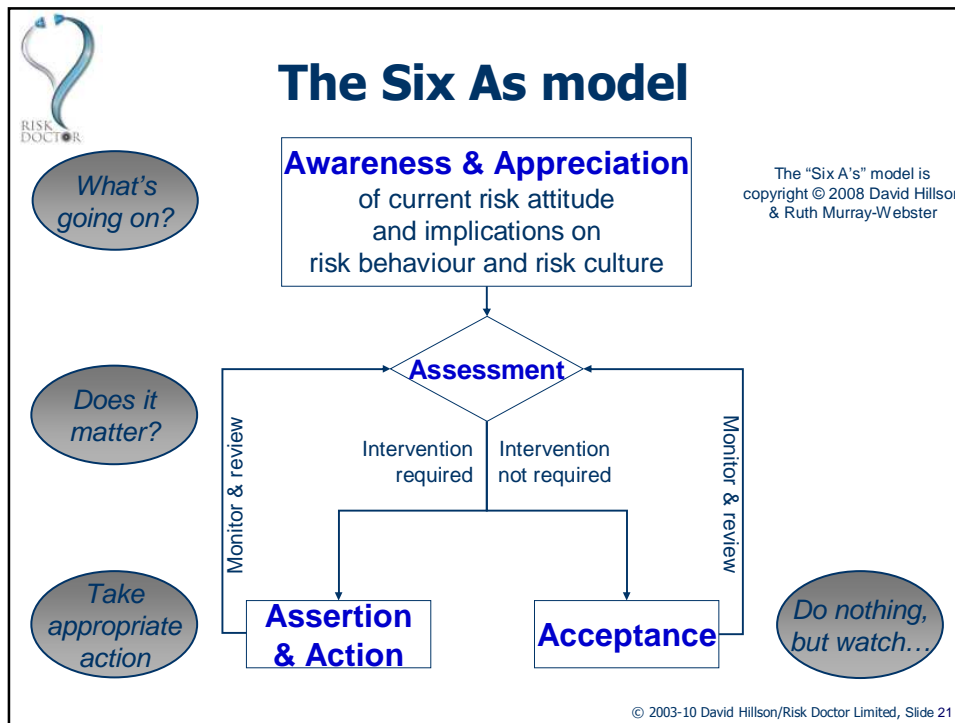 RISK
DOCTOR
The Six As model
What's
going on?
Awareness & Appreciation
of current risk attitude
and implications on
risk behaviour and risk culture
The “Six A's” model is
copyright © 2008 David Hillson
& Ruth Murray-Webster
Does it
matter?
Assessment
Intervention
required
Intervention
not required
Monitor & review
Monitor & review
Take
appropriate
action
Assertion
& Action
Acceptance
Do nothing,
but watch…
© 2003-10 David Hillson/Risk Doctor Limited, Slide 21